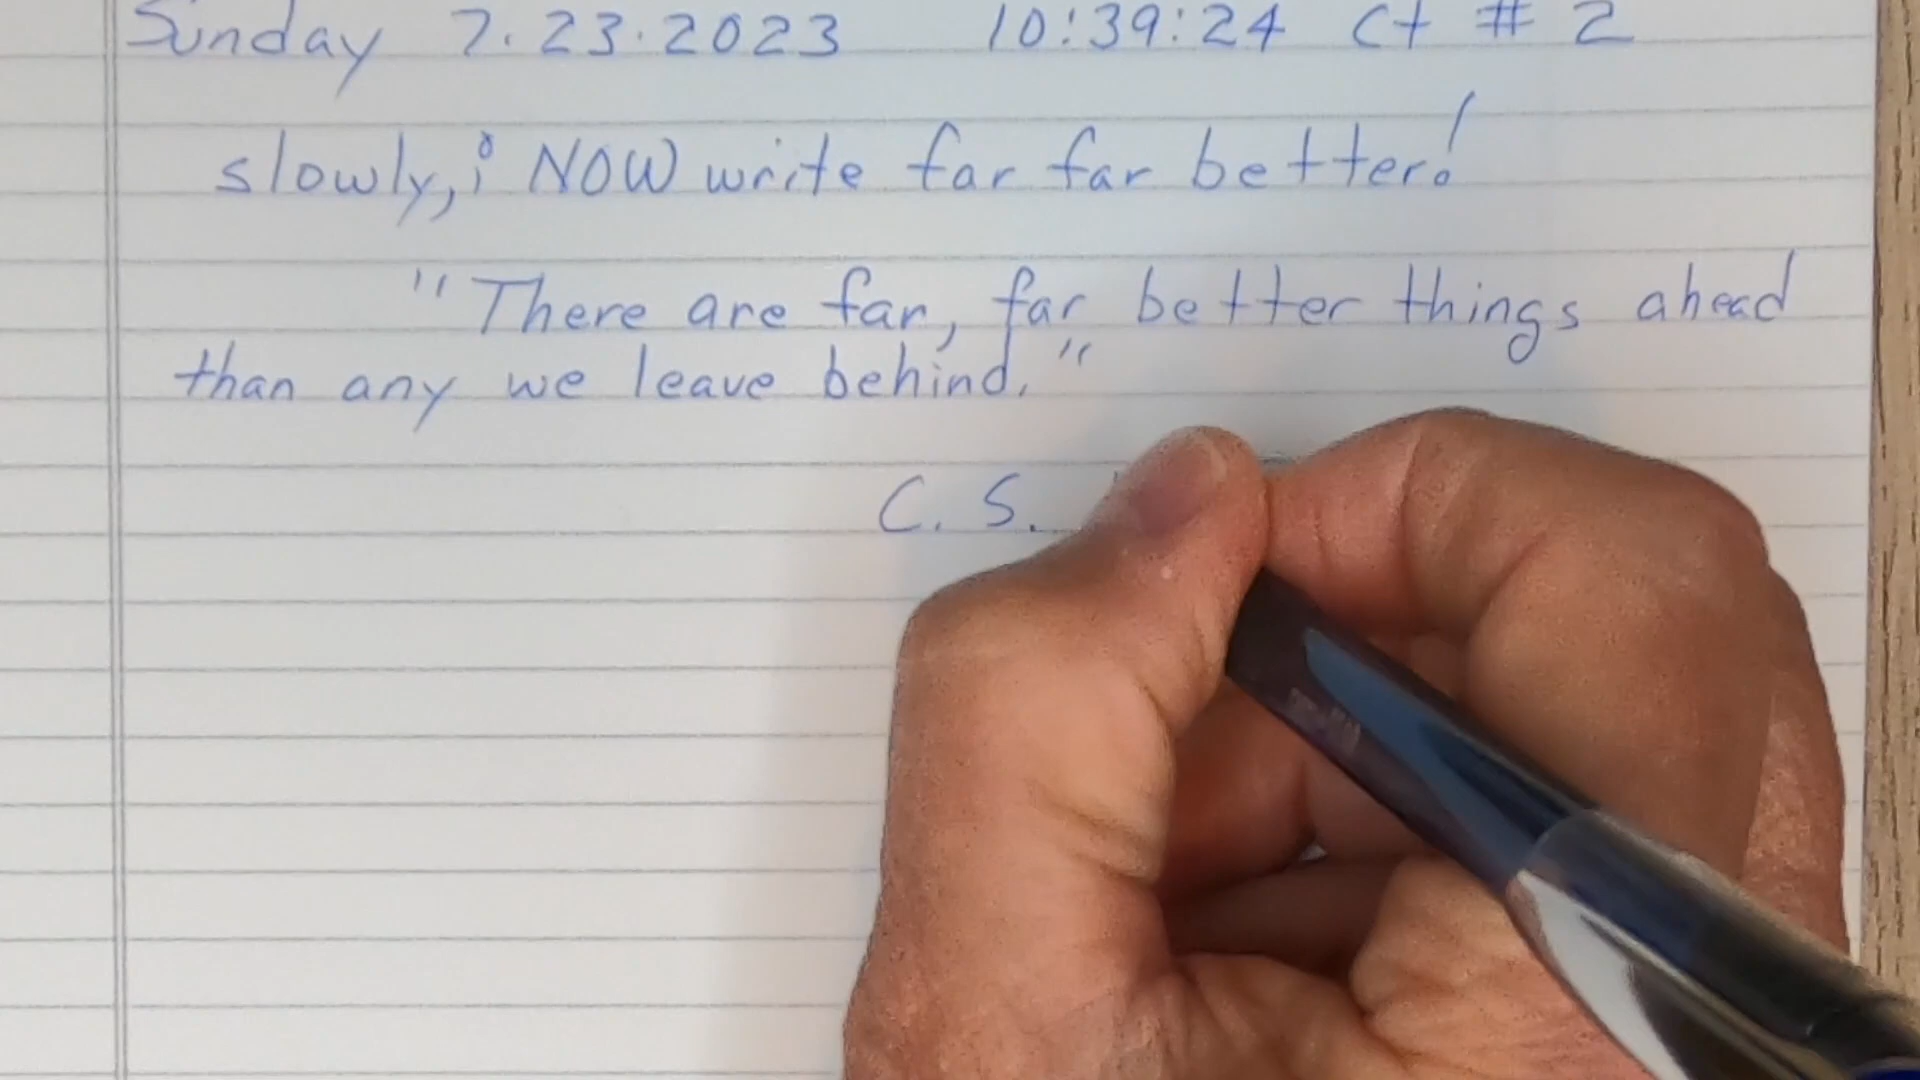 Sunday 7.23.2023 10:39:24 Ct # 2
slowly, i NOW write far far better!
"There are far, far better things ahead
than any we leave behind."
C. S.